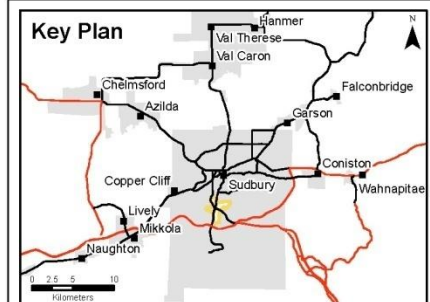 Key Plan
N
Hanmer
Val Therese
Val Caron
Chelmsford
Falconbridge
Azilda
Garson
Coniston
Copper Cliff
Sudbury
Wahnapitae
Lively
Mikkola
Naughton
0 2.5 5 10
Kilometers